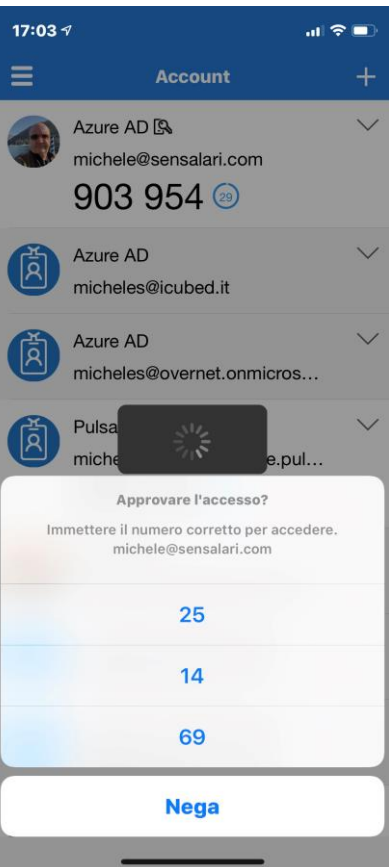 17:03
Account
Azure AD
michele@sensalari.com
903 954 29
Azure AD
micheles@icubed.it
Azure AD
micheles@overnet.onmicros...
Pulsa
miche e.pul...
Approvare l'accesso?
Immettere il numero corretto per accedere.
michele@sensalari.com
25
14
69
Nega